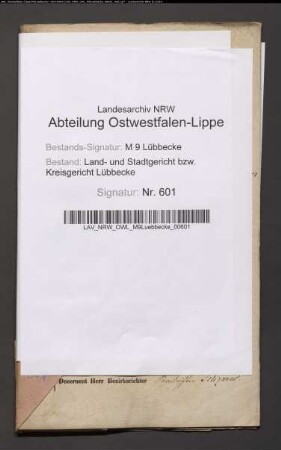 Landesarchiv NRW
Abteilung Ostwestfalen-Lippe
Bestands-Signatur: M 9 Lübbecke
Bestand: Land- und Stadtgericht bzw.
Kreisgericht Lübbecke
Signatur: Nr. 601
LAV_NRW_OWL_M9Luebbecke_00601
Decernent Herr Bezirksrichter